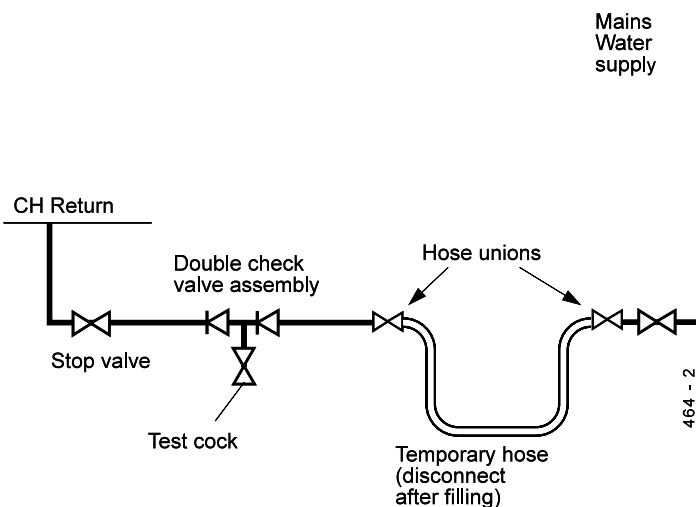 Mains
Water
supply
CH Return
Double check
valve assembly
Hose unions
Stop valve
Test cock
Temporary hose
(disconnect
after filling)
464 - 2